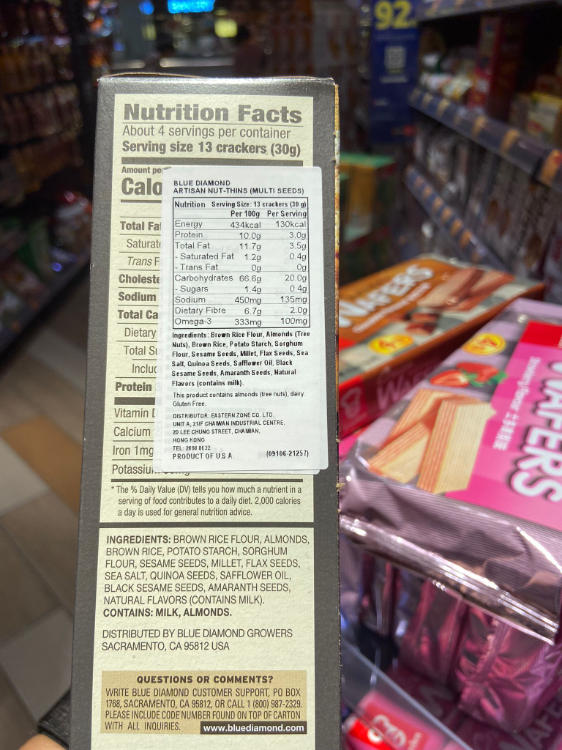 92
Nutrition Facts
About 4 servings per container
Serving size 13 crackers (30g)
Amount pe
Calo
Total Fat
Saturat
Trans F
Choleste
Sodium
Total Ca
Dietary
Total Su
Includ
Protein
Vitamin D
Calcium
Iron 1mg
Potassiu
BLUE DIAMOND
ARTISAN NUT-THINS (MULTI SEEDS)
Nutrition Serving Size: 13 crackers (30 g)
Per 100g Per Serving
Energy 434kcal 130kcal
Protein 10.0g 3.0g
Total Fat 11.7g 3.5g
- Saturated Fat 1.2g 0.4g
- Trans Fat 0g 0g
Carbohydrates 66.6g 20.0g
- Sugars 1.4g 0.4g
Sodium 450mg 135mg
Dietary Fibre 6.7g 2.0g
Omega-3 333mg 100mg
Ingredients: Brown Rice Flour, Almonds (Tree
Nuts), Brown Rice, Potato Starch, Sorghum
Flour, Sesame Seeds, Millet, Flax Seeds, Sea
Salt, Quinoa Seeds, Safflower Oil, Black
Sesame Seeds, Amaranth Seeds, Natural
Flavors (contains milk).
This product contains almonds (tree nuts), dairy.
Gluten Free.
DISTRIBUTOR: EASTERN ZONE CO. LTD.
UNIT A, 21/F CHAIWAN INDUSTRIAL CENTRE,
20 LEE CHUNG STREET, CHAIWAN,
HONG KONG
PRODUCT OF U.S.A. (09106-21257)
* The % Daily Value (DV) tells you how much a nutrient in a
serving of food contributes to a daily diet. 2,000 calories
a day is used for general nutrition advice.
INGREDIENTS: BROWN RICE FLOUR, ALMONDS,
BROWN RICE, POTATO STARCH, SORGHUM
FLOUR, SESAME SEEDS, MILLET, FLAX SEEDS,
SEA SALT, QUINOA SEEDS, SAFFLOWER OIL,
BLACK SESAME SEEDS, AMARANTH SEEDS,
NATURAL FLAVORS (CONTAINS MILK).
CONTAINS: MILK, ALMONDS.
DISTRIBUTED BY BLUE DIAMOND GROWERS
SACRAMENTO, CA 95812 USA
QUESTIONS OR COMMENTS?
WRITE BLUE DIAMOND CUSTOMER SUPPORT, PO BOX
1768, SACRAMENTO, CA 95812, OR CALL 1 (800) 987-2329.
PLEASE INCLUDE CODE NUMBER FOUND ON TOP OF CARTON
WITH ALL INQUIRIES. www.bluediamond.com
WAFERS
WAFERS